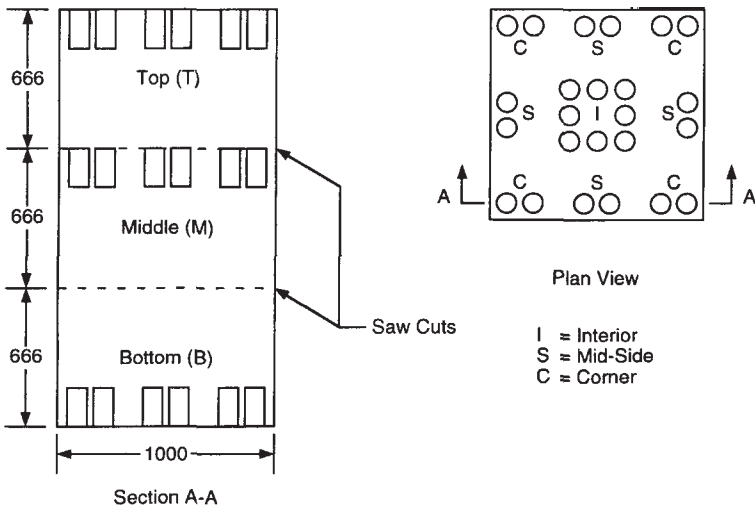 666
Top (T)
666
Middle (M)
666
Bottom (B)
1000
Section A-A
Saw Cuts
C S C
S I S
C S C
A A
Plan View
I = Interior
S = Mid-Side
C = Corner